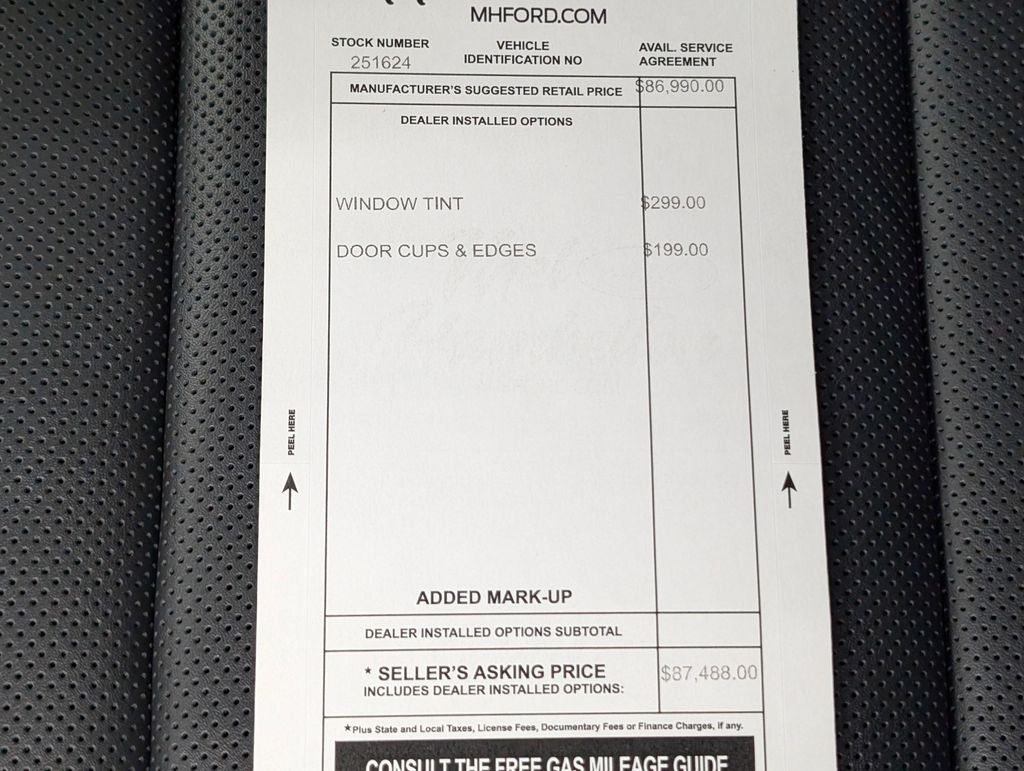 MHFORD.COM
STOCK NUMBER
251624
VEHICLE
IDENTIFICATION NO
AVAIL. SERVICE
AGREEMENT
MANUFACTURER'S SUGGESTED RETAIL PRICE $86,990.00
DEALER INSTALLED OPTIONS
WINDOW TINT $299.00
DOOR CUPS & EDGES $199.00
PEEL HERE
PEEL HERE
ADDED MARK-UP
DEALER INSTALLED OPTIONS SUBTOTAL
* SELLER'S ASKING PRICE $87,488.00
INCLUDES DEALER INSTALLED OPTIONS:
★Plus State and Local Taxes, License Fees, Documentary Fees or Finance Charges, if any.
CONSULT THE FREE GAS MILEAGE GUIDE